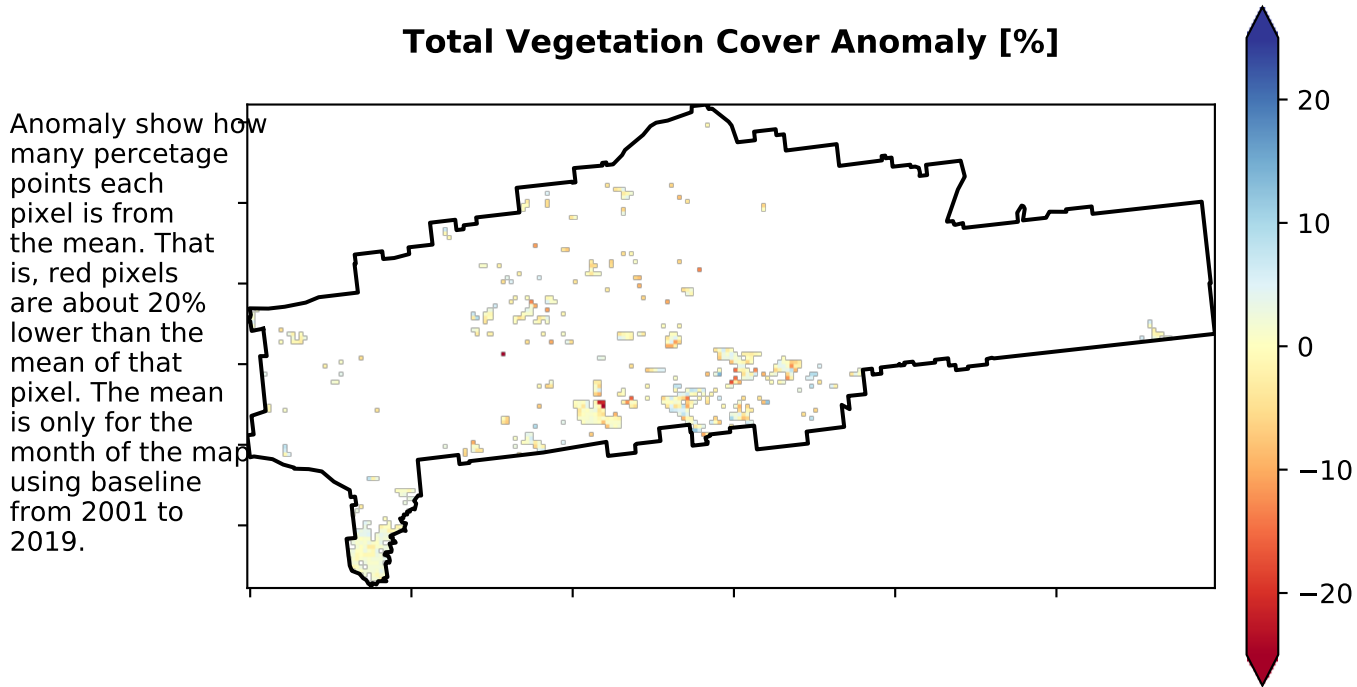 Total Vegetation Cover Anomaly [%]
Anomaly show how
many percetage
points each
pixel is from
the mean. That
is, red pixels
are about 20%
lower than the
mean of that
pixel. The mean
is only for the
month of the map
using baseline
from 2001 to
2019.
20
10
0
−10
−20